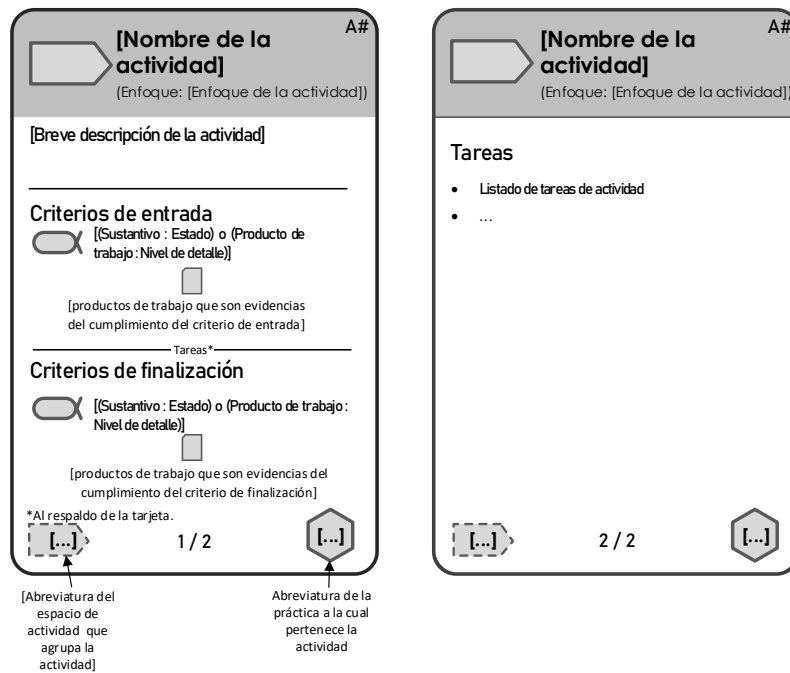 A#
[Nombre de la
actividad]
(Enfoque: [Enfoque de la actividad])
[Breve descripción de la actividad]
Criterios de entrada
[(Sustantivo : Estado) o (Producto de
trabajo : Nivel de detalle)]
[productos de trabajo que son evidencias
del cumplimiento del criterio de entrada]
Tareas*
Criterios de finalización
[(Sustantivo : Estado) o (Producto de trabajo :
Nivel de detalle)]
[productos de trabajo que son evidencias del
cumplimiento del criterio de finalización]
*Al respaldo de la tarjeta.
[...]
1 / 2
[...]
[Abreviatura del
espacio de
actividad que
agrupa la
actividad]
Abreviatura de la
práctica a la cual
pertenece la
actividad
A#
[Nombre de la
actividad]
(Enfoque: [Enfoque de la actividad])
Tareas
• Listado de tareas de actividad
• ...
[...]
2 / 2
[...]